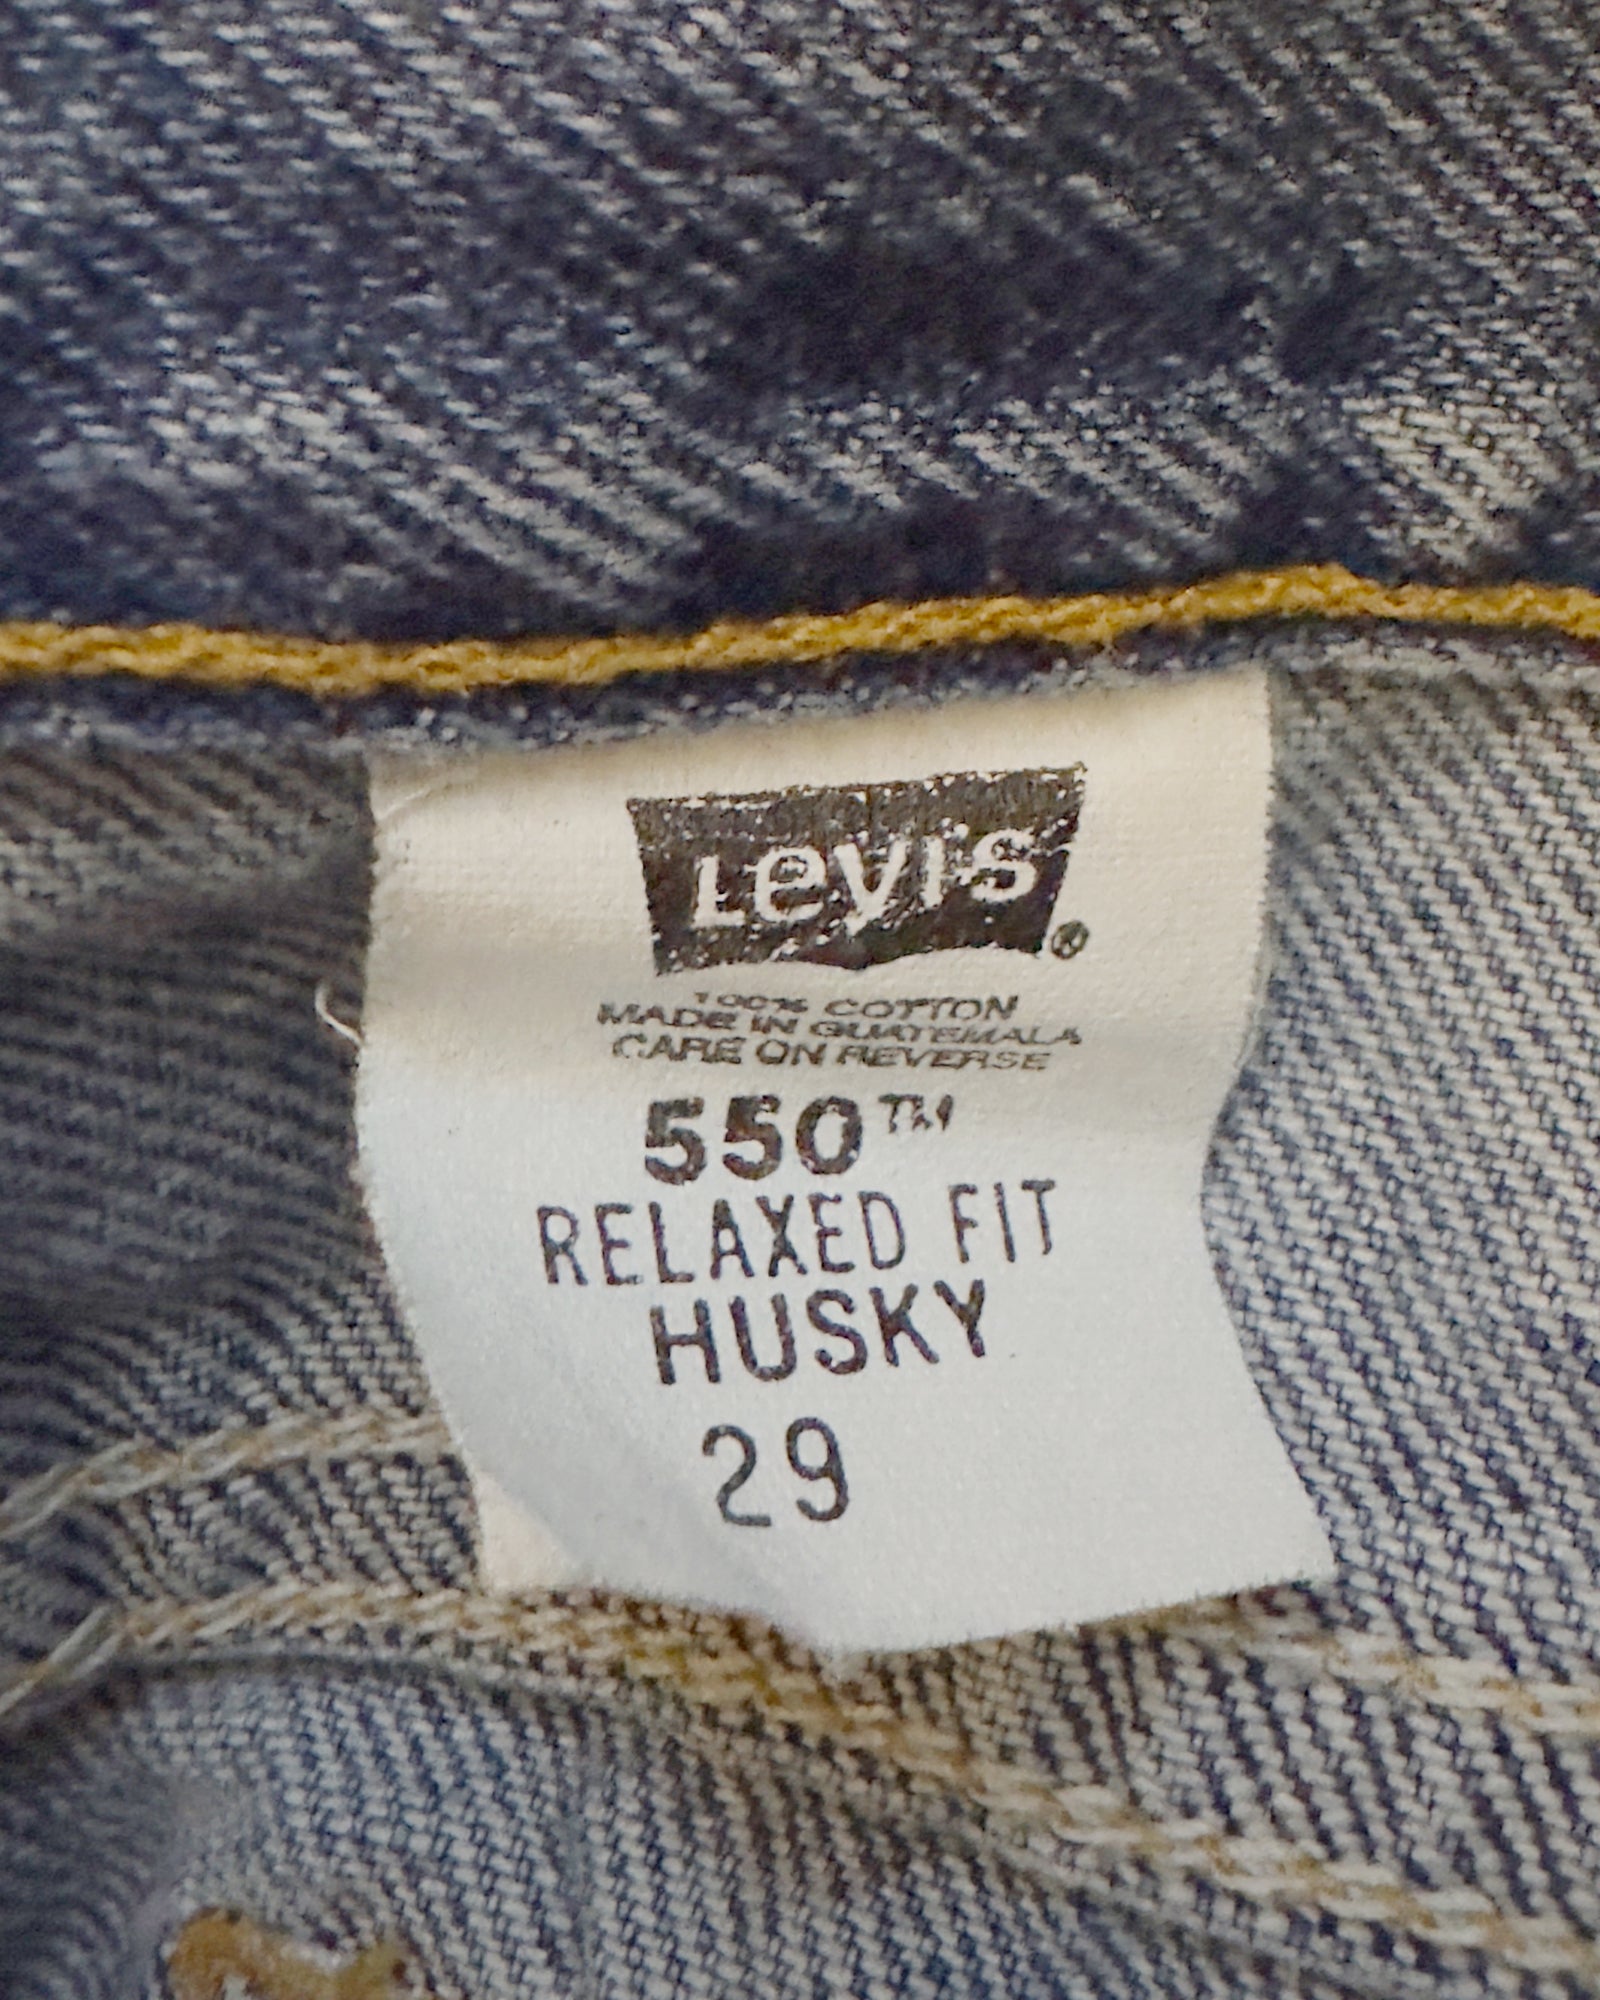 Levi's®
100% COTTON
MADE IN GUATEMALA
CARE ON REVERSE
550™
RELAXED FIT
HUSKY
29